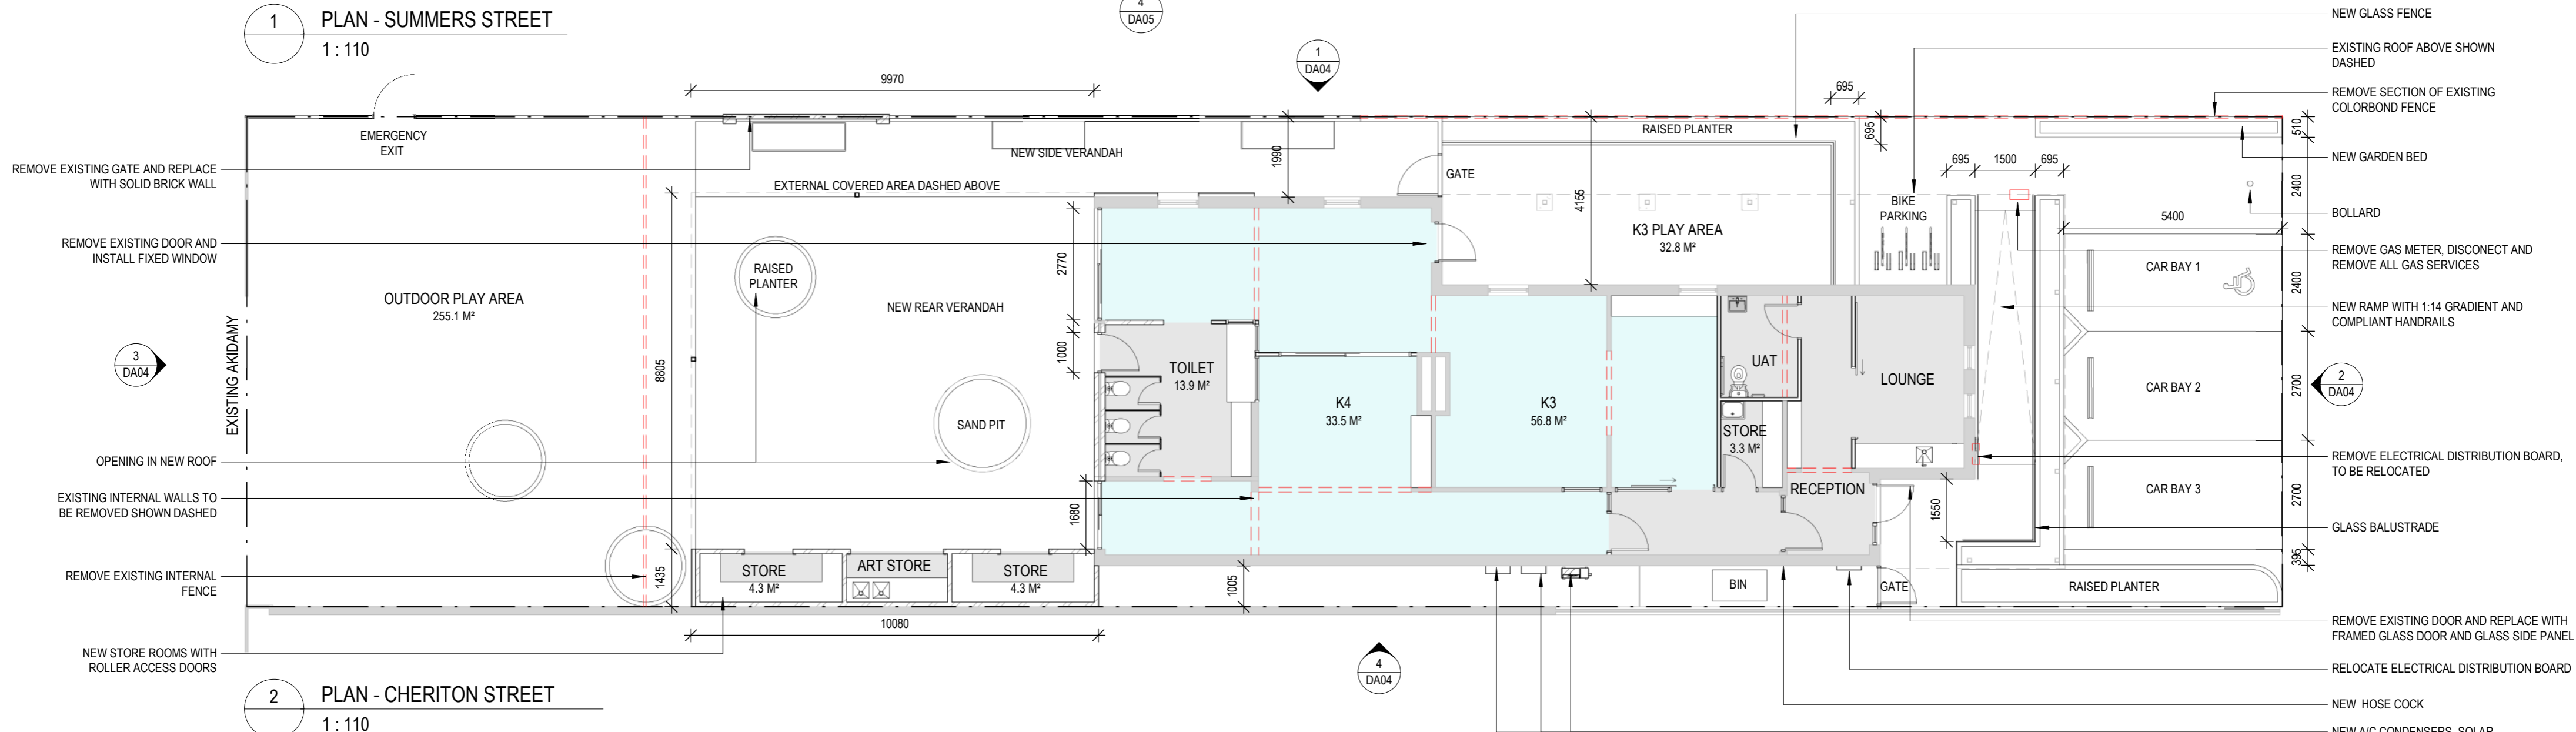 1
PLAN - SUMMERS STREET
1 : 110
4
DA05
1
DA04
NEW GLASS FENCE
EXISTING ROOF ABOVE SHOWN
DASHED
REMOVE SECTION OF EXISTING
COLORBOND FENCE
NEW GARDEN BED
BOLLARD
REMOVE GAS METER, DISCONECT AND
REMOVE ALL GAS SERVICES
NEW RAMP WITH 1:14 GRADIENT AND
COMPLIANT HANDRAILS
2
DA04
REMOVE ELECTRICAL DISTRIBUTION BOARD,
TO BE RELOCATED
GLASS BALUSTRADE
REMOVE EXISTING DOOR AND REPLACE WITH
FRAMED GLASS DOOR AND GLASS SIDE PANEL
RELOCATE ELECTRICAL DISTRIBUTION BOARD
NEW HOSE COCK
NEW A/C CONDENSERS, SOLAR
REMOVE EXISTING GATE AND REPLACE
WITH SOLID BRICK WALL
REMOVE EXISTING DOOR AND
INSTALL FIXED WINDOW
3
DA04
OPENING IN NEW ROOF
EXISTING INTERNAL WALLS TO
BE REMOVED SHOWN DASHED
REMOVE EXISTING INTERNAL
FENCE
NEW STORE ROOMS WITH
ROLLER ACCESS DOORS
EXISTING AKIDAMY
EMERGENCY
EXIT
OUTDOOR PLAY AREA
255.1 M²
9970
NEW SIDE VERANDAH
EXTERNAL COVERED AREA DASHED ABOVE
RAISED
PLANTER
NEW REAR VERANDAH
SAND PIT
8805
1435
2770
1000
1680
1990
4155
1005
10080
STORE
4.3 M²
ART STORE
STORE
4.3 M²
TOILET
13.9 M²
K4
33.5 M²
K3
56.8 M²
GATE
RAISED PLANTER
K3 PLAY AREA
32.8 M²
695
695
BIKE
PARKING
695
1500
695
UAT
LOUNGE
STORE
3.3 M²
RECEPTION
1550
BIN
GATE
RAISED PLANTER
C
5400
CAR BAY 1
CAR BAY 2
CAR BAY 3
510
2400
2400
2700
2700
395
4
DA04
2
PLAN - CHERITON STREET
1 : 110